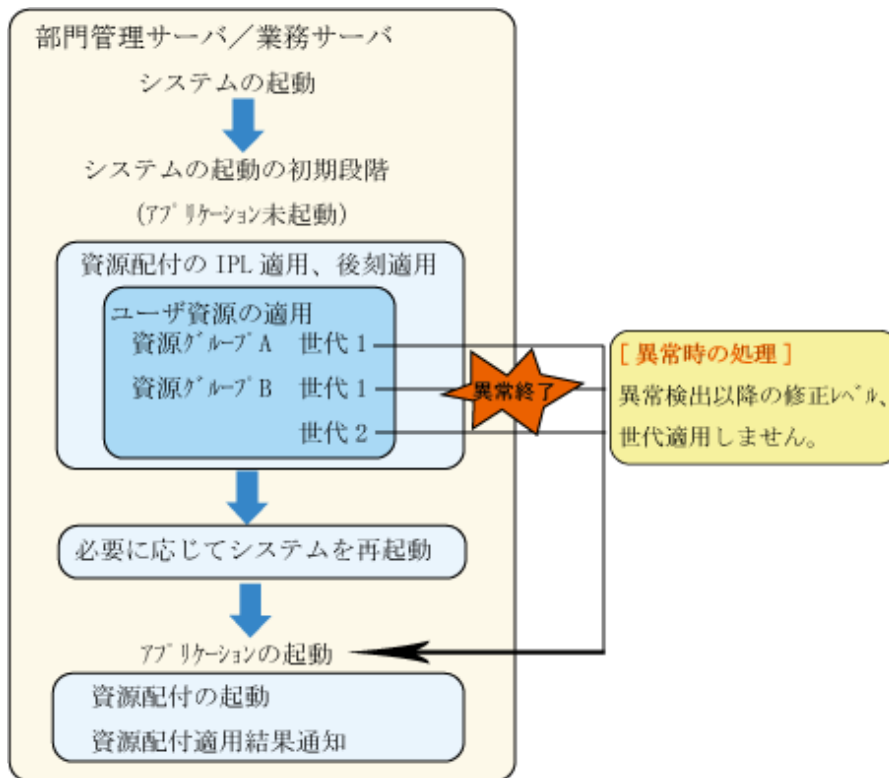 部門管理サーバ／業務サーバ
システムの起動
システムの起動の初期段階
(ｱﾌﾟﾘｹｰｼｮﾝ未起動)
資源配付の IPL 適用、後刻適用
ユーザ資源の適用
資源ｸﾞﾙｰﾌﾟ A 世代 1
資源ｸﾞﾙｰﾌﾟ B 世代 1
世代 2
異常終了
[ 異常時の処理 ]
異常検出以降の修正ﾚﾍﾞﾙ、
世代適用しません。
必要に応じてシステムを再起動
ｱﾌﾟﾘｹｰｼｮﾝの起動
資源配付の起動
資源配付適用結果通知